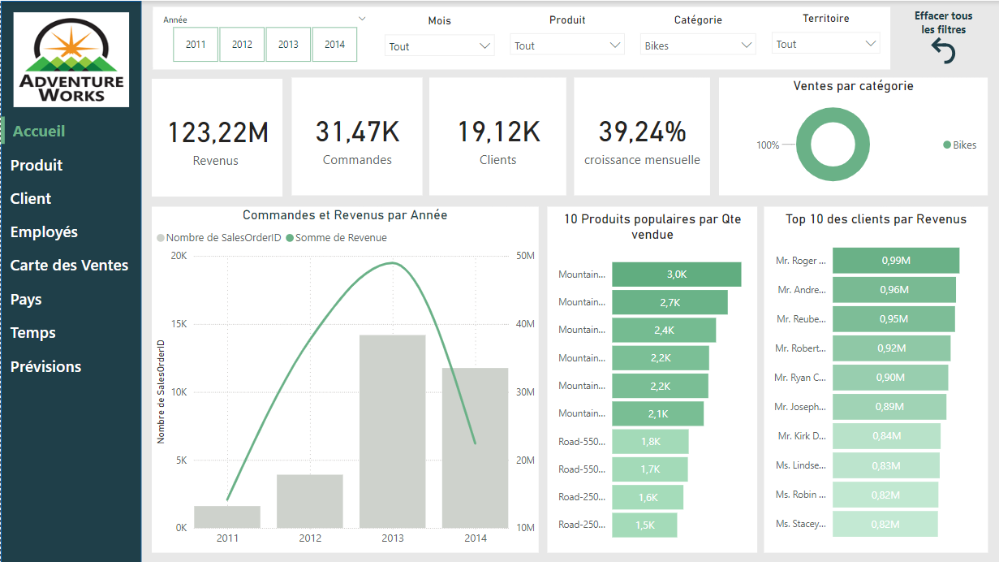 ADVENTURE
WORKS
Accueil
Produit
Client
Employés
Carte des Ventes
Pays
Temps
Prévisions
Année
2011
2012
2013
2014
Mois
Tout
Produit
Tout
Catégorie
Bikes
Territoire
Tout
Effacer tous
les filtres
123,22M
Revenus
31,47K
Commandes
19,12K
Clients
39,24%
croissance mensuelle
Ventes par catégorie
100%
Bikes
Commandes et Revenus par Année
Nombre de SalesOrderID
Somme de Revenue
Nombre de SalesOrderID
20K
15K
10K
5K
0K
50M
40M
30M
20M
10M
2011
2012
2013
2014
10 Produits populaires par Qte
vendue
Mountain... 3,0K
Mountain... 2,7K
Mountain... 2,4K
Mountain... 2,2K
Mountain... 2,2K
Mountain... 2,1K
Road-550... 1,8K
Road-550... 1,7K
Road-250... 1,6K
Road-250... 1,5K
Top 10 des clients par Revenus
Mr. Roger ... 0,99M
Mr. Andre... 0,96M
Mr. Reube... 0,95M
Mr. Robert... 0,92M
Mr. Ryan C... 0,90M
Mr. Joseph... 0,89M
Mr. Kirk D... 0,84M
Ms. Lindse... 0,83M
Ms. Robin ... 0,82M
Ms. Stacey... 0,82M